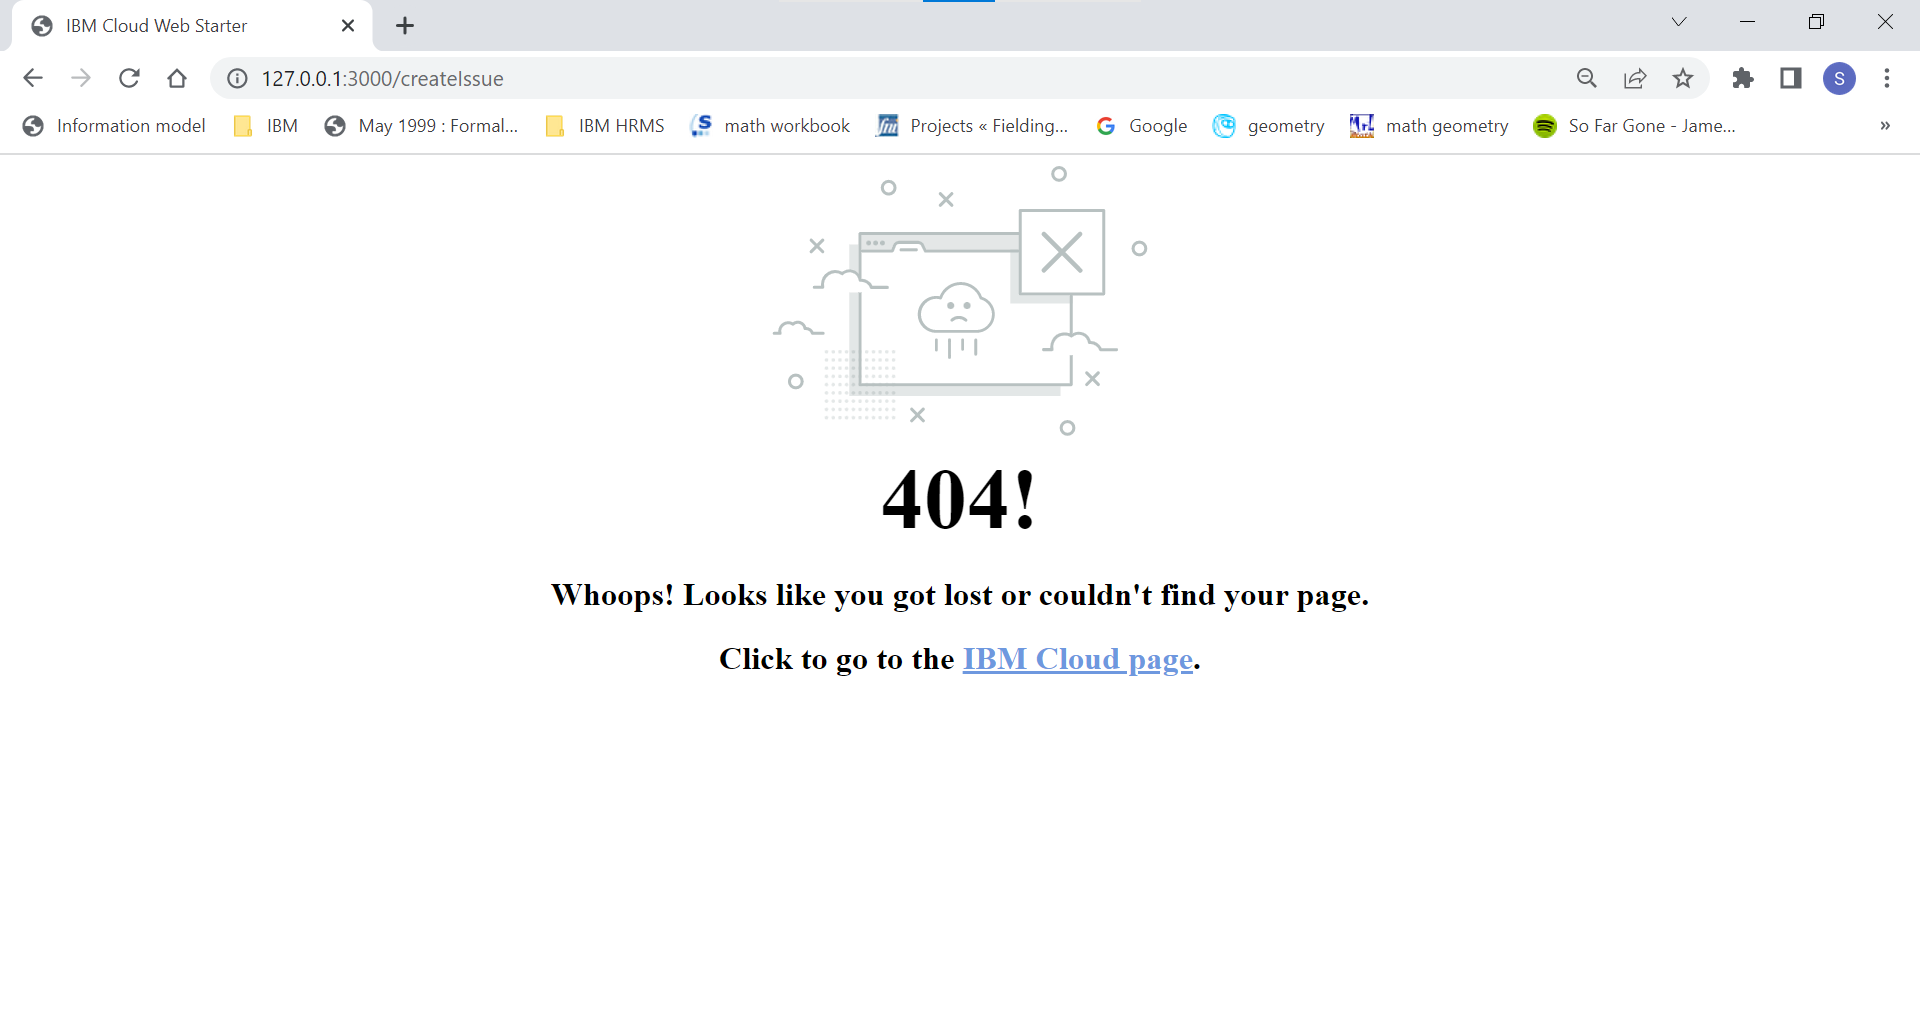 IBM Cloud Web Starter
127.0.0.1:3000/createIssue
S
Information model IBM May 1999 : Formal... IBM HRMS math workbook Projects « Fielding... Google geometry math geometry So Far Gone - Jame... »
404!
Whoops! Looks like you got lost or couldn't find your page.
Click to go to the IBM Cloud page.